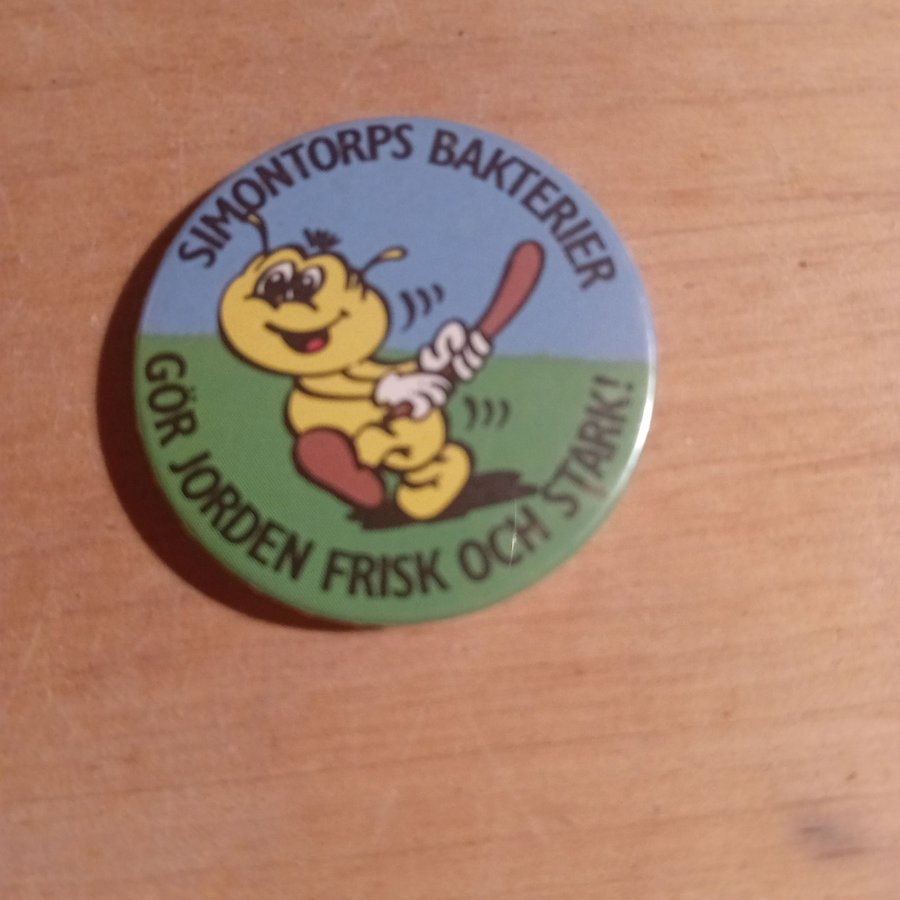 SIMONTORPS BAKTERIER
GÖR JORDEN FRISK OCH STARK!